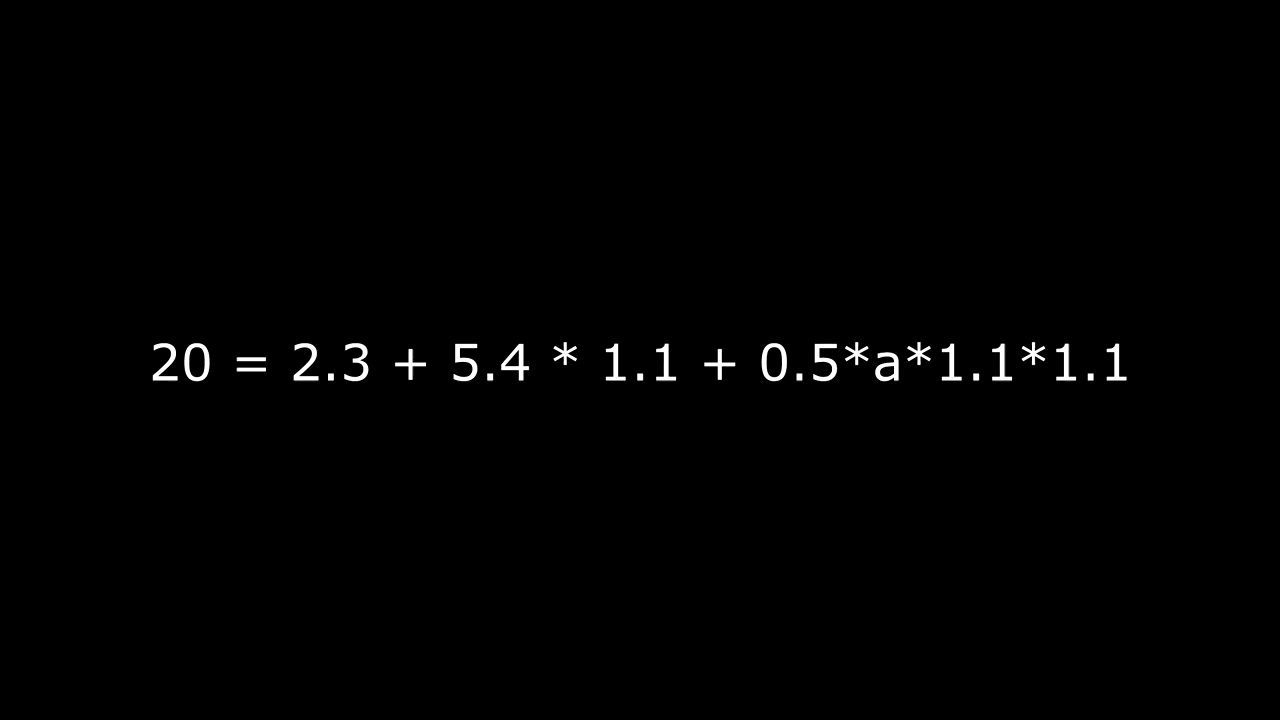 20 = 2.3 + 5.4 * 1.1 + 0.5*a*1.1*1.1